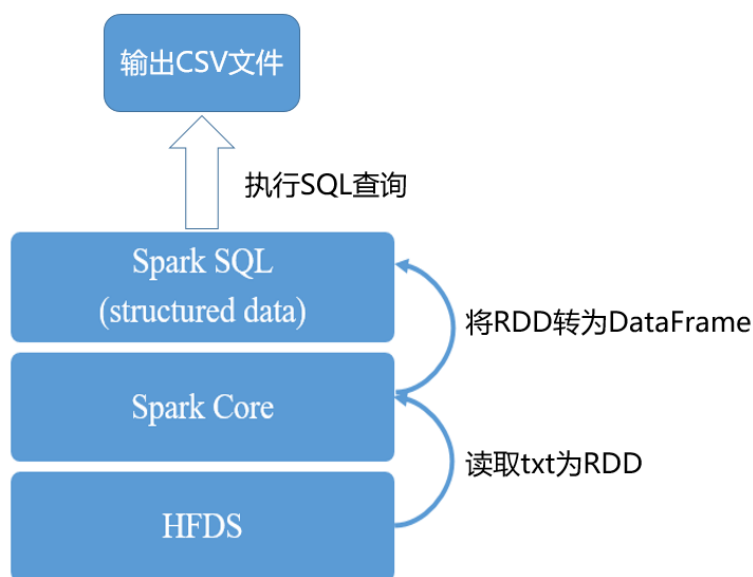 输出CSV文件
执行SQL查询
Spark SQL
(structured data)
将RDD转为DataFrame
Spark Core
读取txt为RDD
HFDS